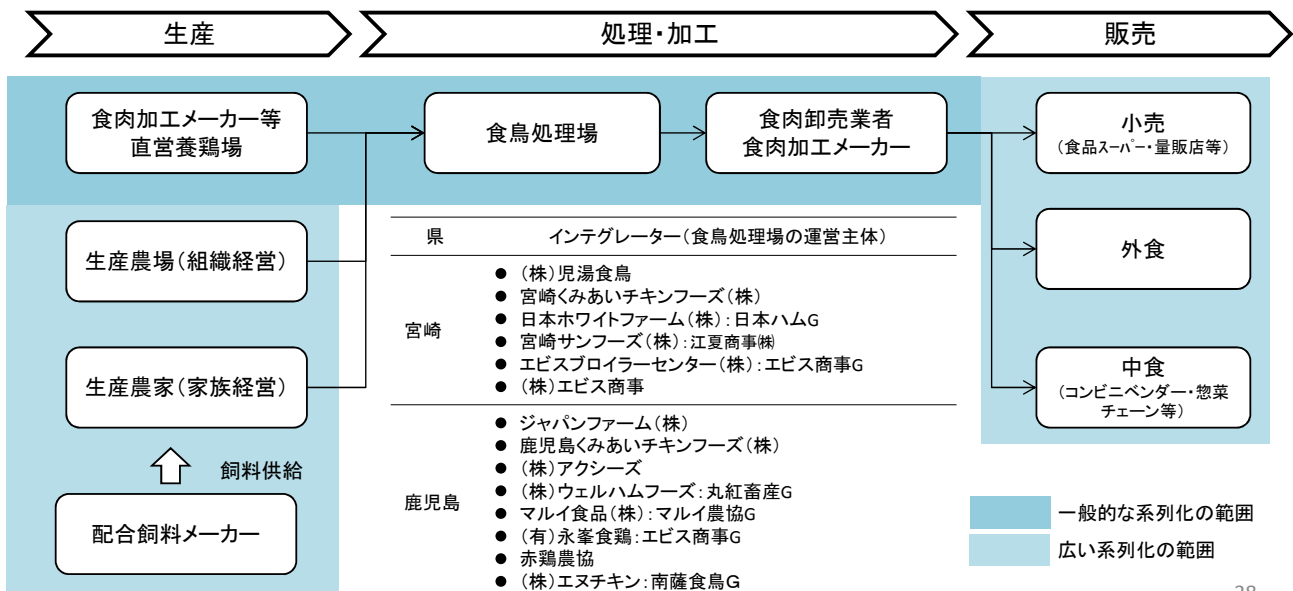 生産
処理・加工
販売
食肉加工メーカー等
直営養鶏場
食鳥処理場
食肉卸売業者
食肉加工メーカー
小売
(食品スーパー・量販店等)
生産農場(組織経営)
生産農家(家族経営)
飼料供給
配合飼料メーカー
県
インテグレーター(食鳥処理場の運営主体)
宮崎
● (株)児湯食鳥
● 宮崎くみあいチキンフーズ(株)
● 日本ホワイトファーム(株):日本ハムG
● 宮崎サンフーズ(株):江夏商事㈱
● エビスブロイラーセンター(株):エビス商事G
● (株)エビス商事
鹿児島
● ジャパンファーム(株)
● 鹿児島くみあいチキンフーズ(株)
● (株)アクシーズ
● (株)ウェルハムフーズ:丸紅畜産G
● マルイ食品(株):マルイ農協G
● (有)永峯食鶏:エビス商事G
● 赤鶏農協
● (株)エヌチキン:南薩食鳥G
外食
中食
(コンビニベンダー・惣菜
チェーン等)
一般的な系列化の範囲
広い系列化の範囲